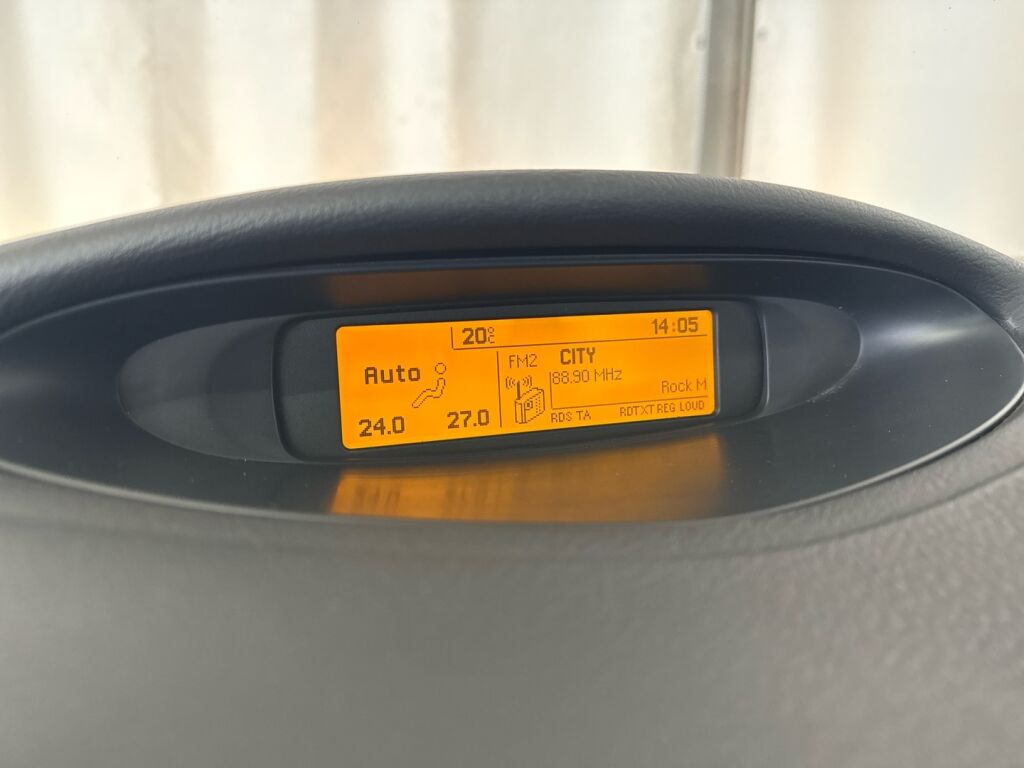 20°C 14:05
Auto
24.0 27.0
FM2 CITY
88.90 MHz
Rock M
RDS TA RDTXT REG LOUD